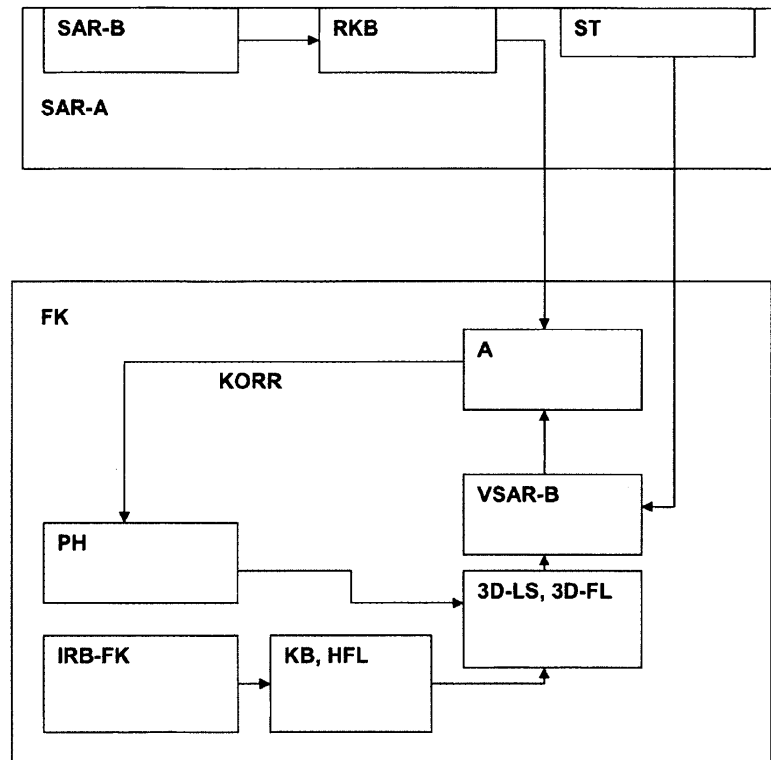 SAR-B
RKB
ST
SAR-A
FK
A
KORR
VSAR-B
PH
3D-LS, 3D-FL
IRB-FK
KB, HFL